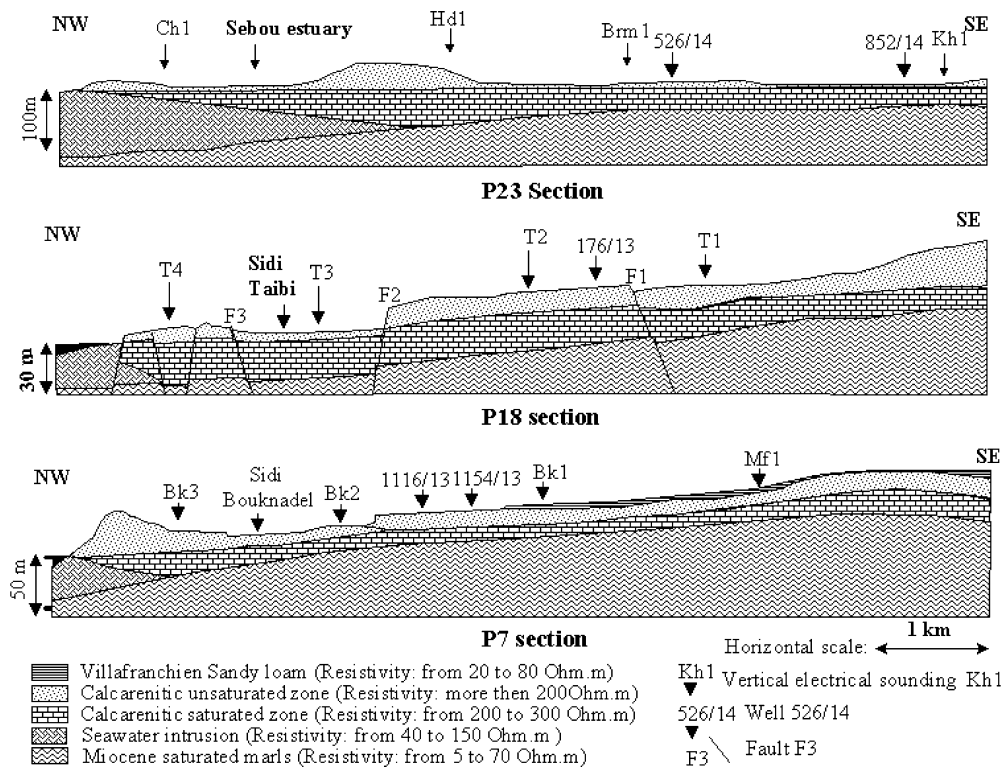 NW Ch1 Sebou estuary Hd1 Brm1 526/14 852/14 Kh1 SE
100m
P23 Section
NW T4 Sidi Taibi T3 F3 F2 T2 176/13 F1 T1 SE
30 m
P18 section
NW Bk3 Sidi Bouknadel Bk2 1116/13 1154/13 Bk1 Mf1 SE
50 m
P7 section
Horizontal scale: 1 km
Villafranchien Sandy loam (Resistivity: from 20 to 80 Ohm.m)
Calcarenitic unsaturated zone (Resistivity: more then 200Ohm.m)
Calcarenitic saturated zone (Resistivity: from 200 to 300 Ohm.m)
Seawater intrusion (Resistivity: from 40 to 150 Ohm.m )
Miocene saturated marls (Resistivity: from 5 to 70 Ohm.m)
Kh1 Vertical electrical sounding Kh1
526/14 Well 526/14
F3 Fault F3